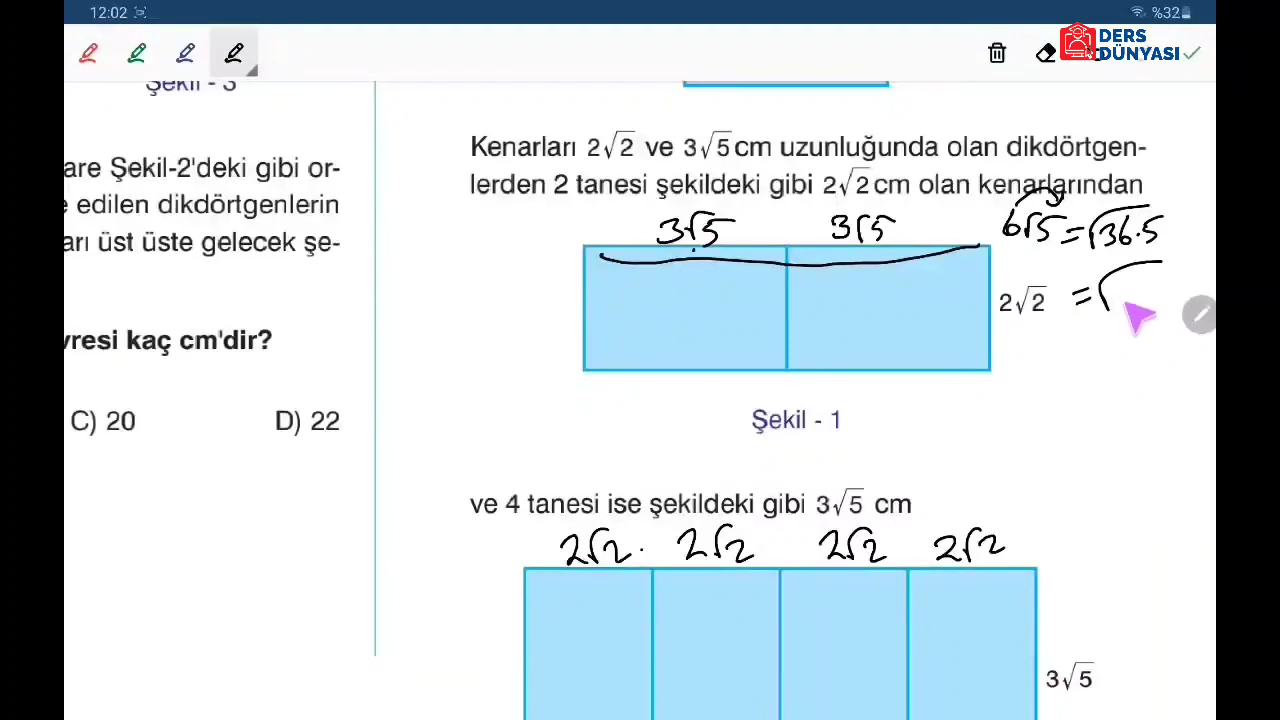 12:02
%32
DERS
DÜNYASI
Şekil - 3
are Şekil-2'deki gibi or-
e edilen dikdörtgenlerin
arı üst üste gelecek şe-
vresi kaç cm'dir?
C) 20 D) 22
Kenarları 2√2 ve 3√5 cm uzunluğunda olan dikdörtgen-
lerden 2 tanesi şekildeki gibi 2√2 cm olan kenarlarından
3√5 3√5 6√5 = √36.5
2√2 = √
Şekil - 1
ve 4 tanesi ise şekildeki gibi 3√5 cm
2√2 . 2√2 2√2 2√2
3√5